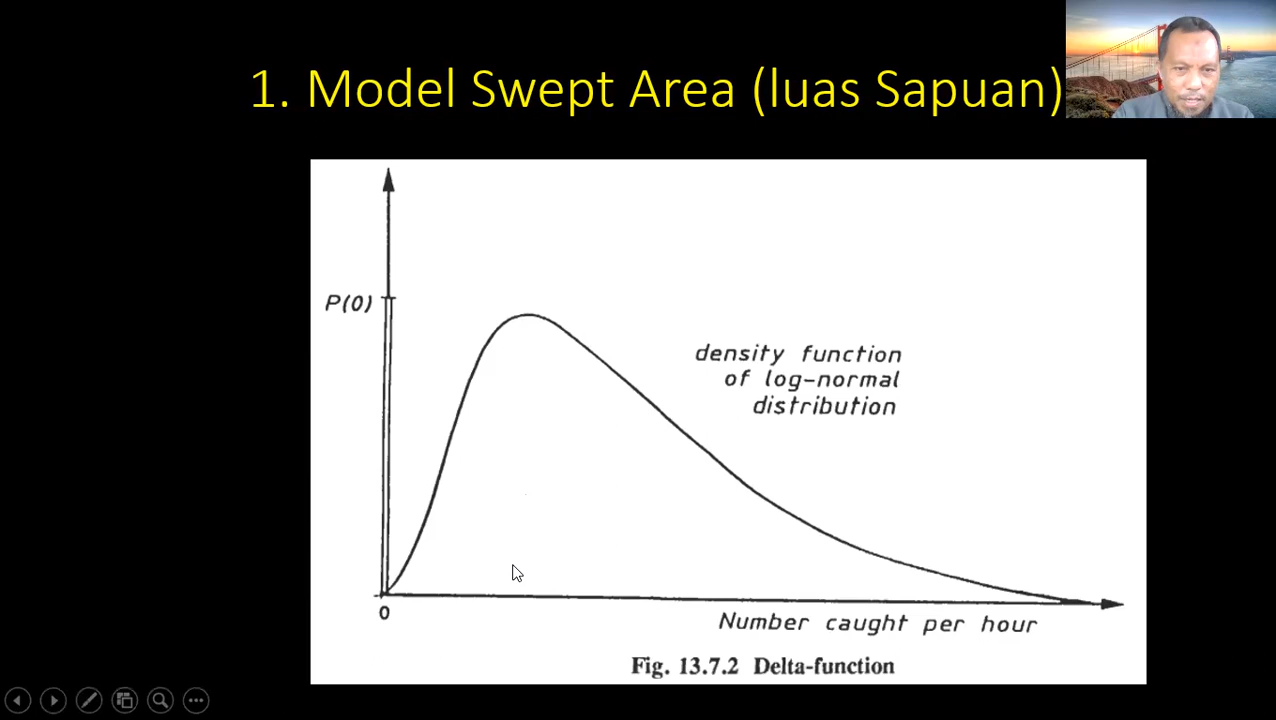 1. Model Swept Area (luas Sapuan)
P(0)
density function
of log-normal
distribution
0
Number caught per hour
Fig. 13.7.2 Delta-function